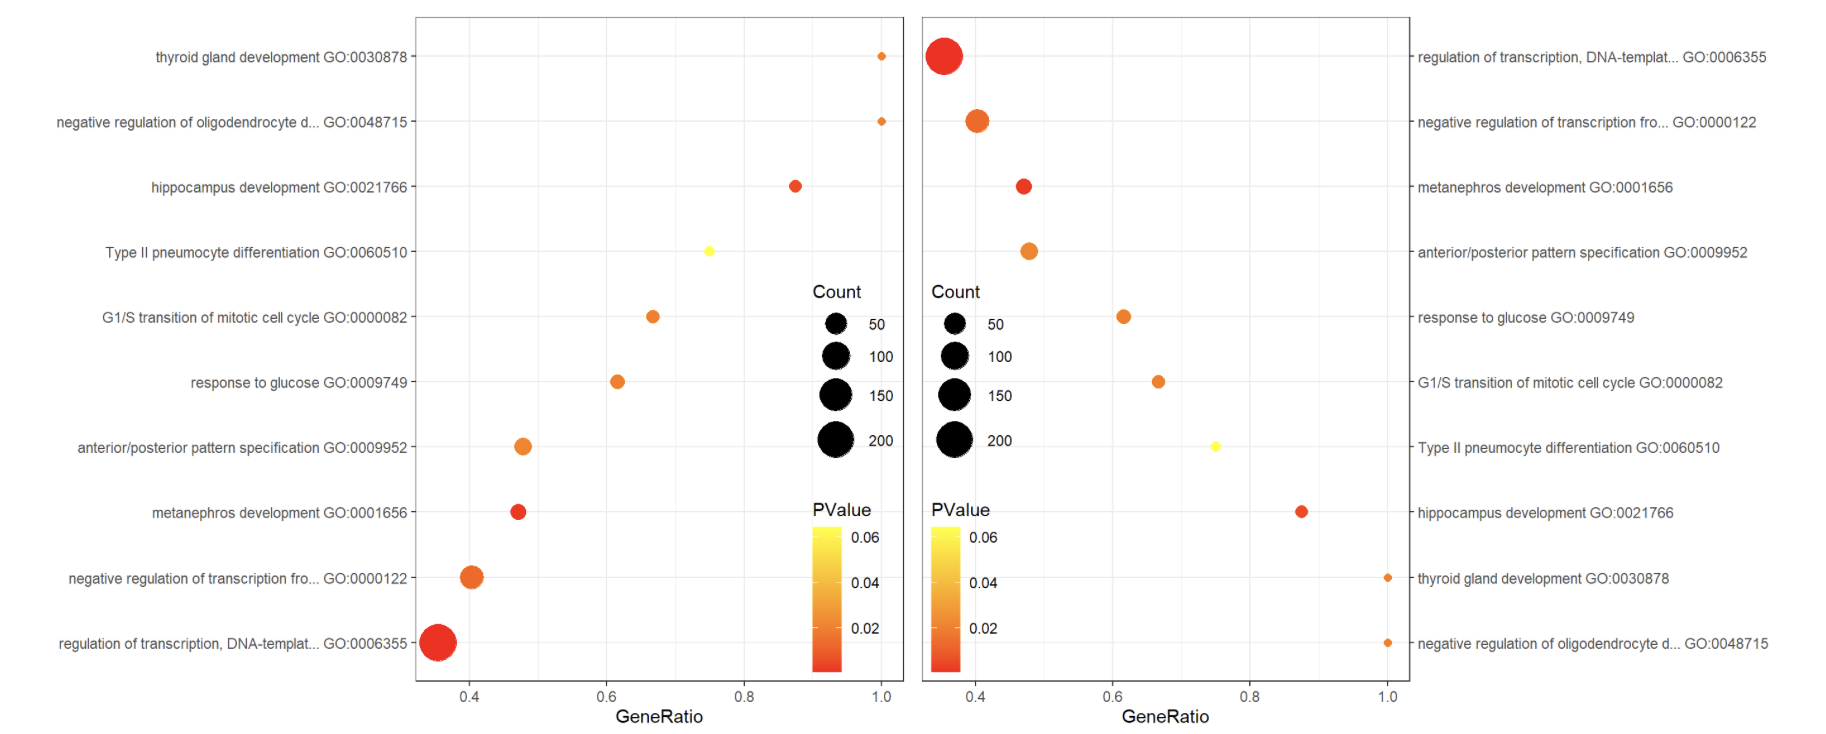 thyroid gland development GO:0030878
negative regulation of oligodendrocyte d... GO:0048715
hippocampus development GO:0021766
Type II pneumocyte differentiation GO:0060510
G1/S transition of mitotic cell cycle GO:0000082
response to glucose GO:0009749
anterior/posterior pattern specification GO:0009952
metanephros development GO:0001656
negative regulation of transcription fro... GO:0000122
regulation of transcription, DNA-templat... GO:0006355
Count
50
100
150
200
PValue
0.06
0.04
0.02
0.4 0.6 0.8 1.0
GeneRatio
Count
50
100
150
200
PValue
0.06
0.04
0.02
0.4 0.6 0.8 1.0
GeneRatio
regulation of transcription, DNA-templat... GO:0006355
negative regulation of transcription fro... GO:0000122
metanephros development GO:0001656
anterior/posterior pattern specification GO:0009952
response to glucose GO:0009749
G1/S transition of mitotic cell cycle GO:0000082
Type II pneumocyte differentiation GO:0060510
hippocampus development GO:0021766
thyroid gland development GO:0030878
negative regulation of oligodendrocyte d... GO:0048715